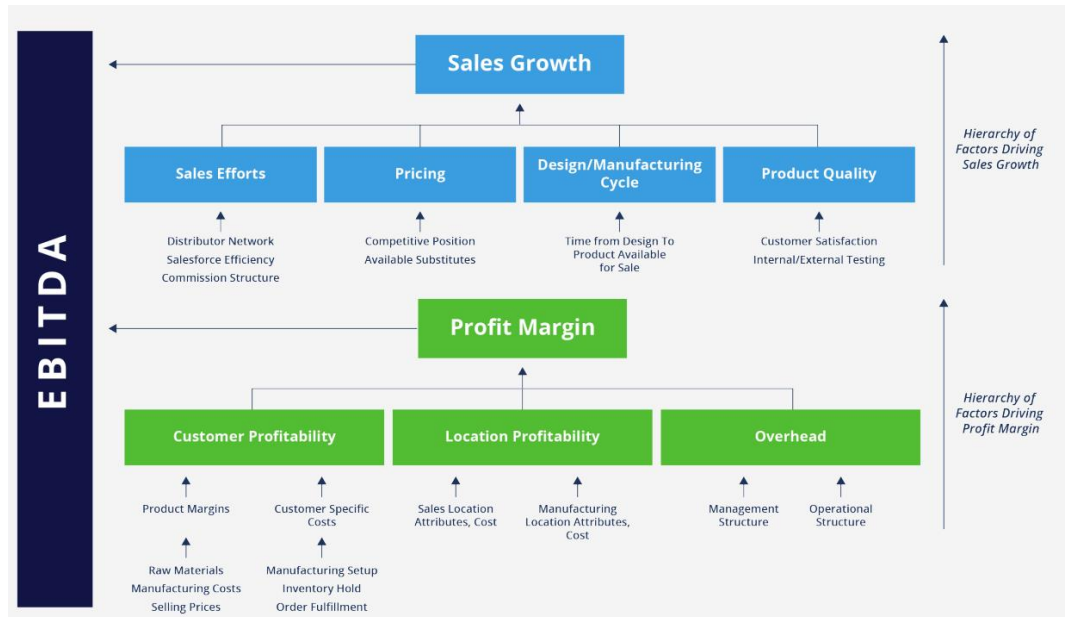 EBITDA
Sales Growth
Hierarchy of
Factors Driving
Sales Growth
Sales Efforts
Pricing
Design/Manufacturing
Cycle
Product Quality
Distributor Network
Salesforce Efficiency
Commission Structure
Competitive Position
Available Substitutes
Time from Design To
Product Available
for Sale
Customer Satisfaction
Internal/External Testing
Profit Margin
Hierarchy of
Factors Driving
Profit Margin
Customer Profitability
Location Profitability
Overhead
Product Margins
Customer Specific
Costs
Sales Location
Attributes, Cost
Manufacturing
Location Attributes,
Cost
Management
Structure
Operational
Structure
Raw Materials
Manufacturing Costs
Selling Prices
Manufacturing Setup
Inventory Hold
Order Fulfillment